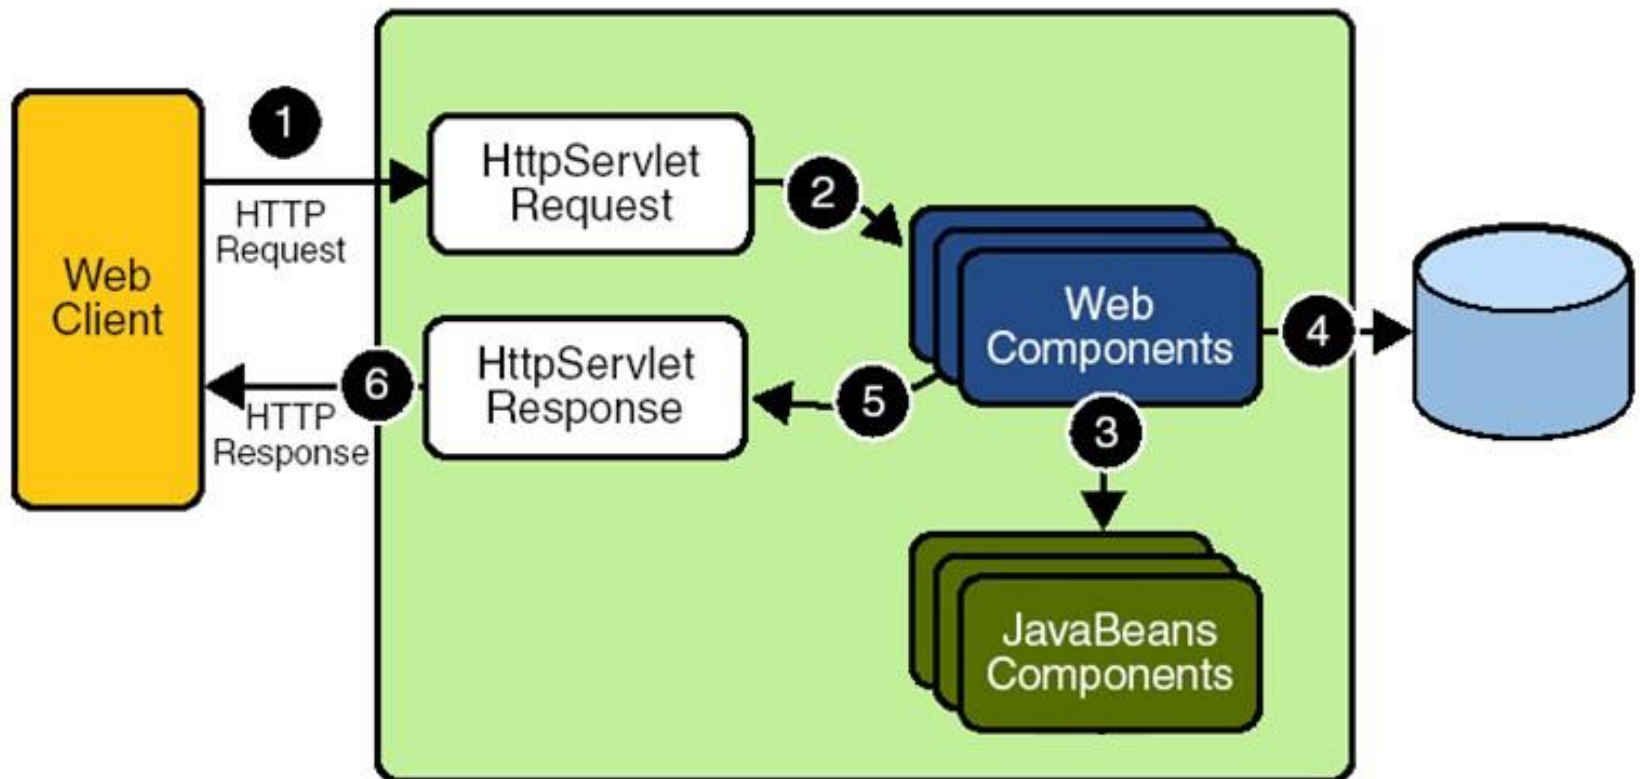 1
HTTP
Request
Web
Client
HttpServlet
Request
2
Web
Components
4
HttpServlet
Response
5
6
HTTP
Response
3
JavaBeans
Components